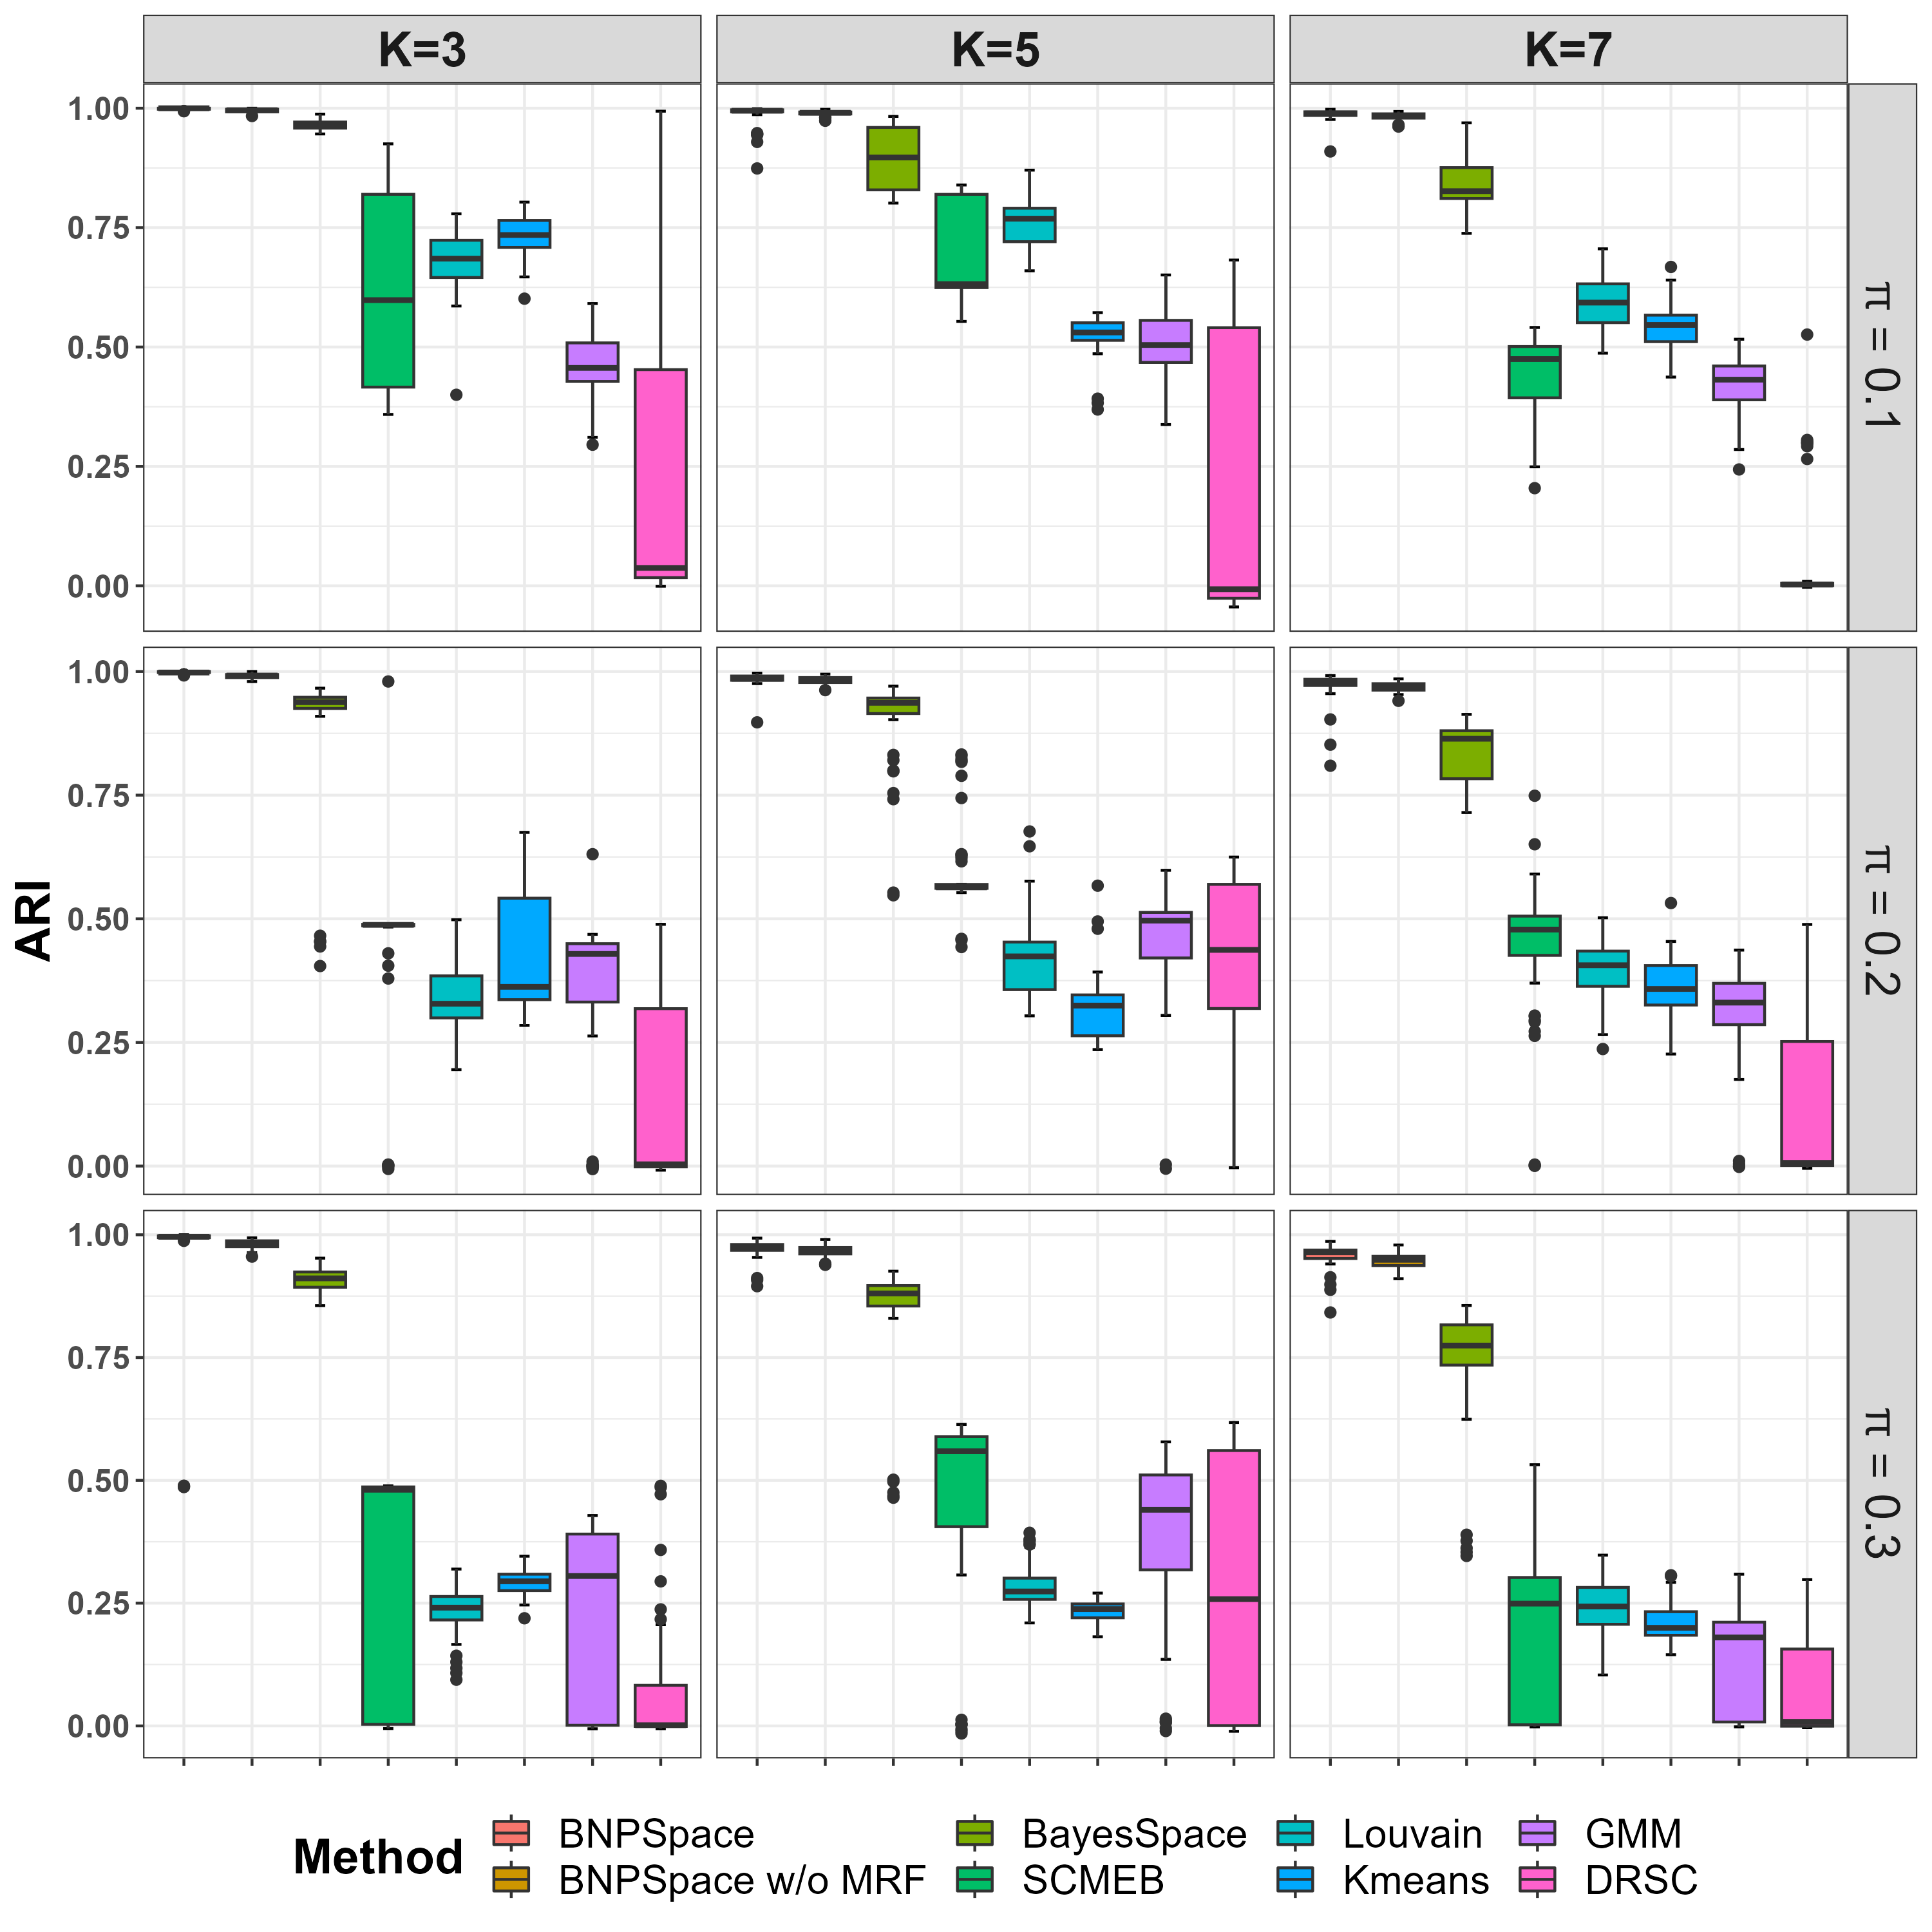 K=3 K=5 K=7
1.00
0.75
0.50
0.25
0.00
π = 0.1
1.00
0.75
0.50
0.25
0.00
π = 0.2
ARI
1.00
0.75
0.50
0.25
0.00
π = 0.3
Method
BNPSpace BayesSpace Louvain GMM
BNPSpace w/o MRF SCMEB Kmeans DRSC